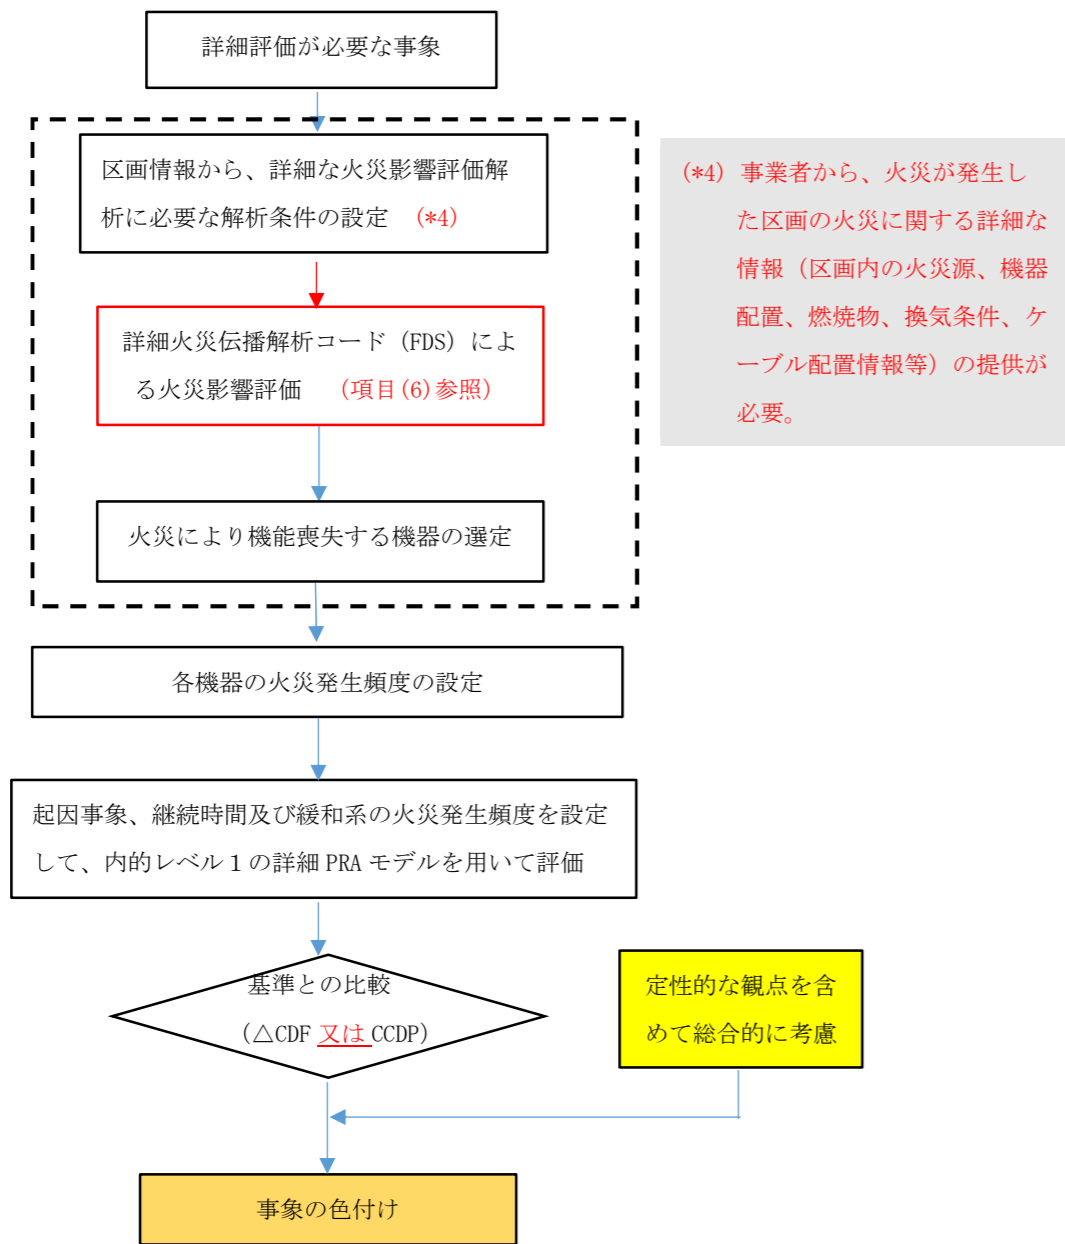 詳細評価が必要な事象
区画情報から、詳細な火災影響評価解
析に必要な解析条件の設定 (*4)
(*4) 事業者から、火災が発生し
た区画の火災に関する詳細な
情報（区画内の火災源、機器
配置、燃焼物、換気条件、ケ
ーブル配置情報等）の提供が
必要。
詳細火災伝播解析コード（FDS）によ
る火災影響評価 （項目(6)参照）
火災により機能喪失する機器の選定
各機器の火災発生頻度の設定
起因事象、継続時間及び緩和系の火災発生頻度を設定
して、内的レベル１の詳細 PRA モデルを用いて評価
基準との比較
（△CDF 又は CCDP）
定性的な観点を含
めて総合的に考慮
事象の色付け